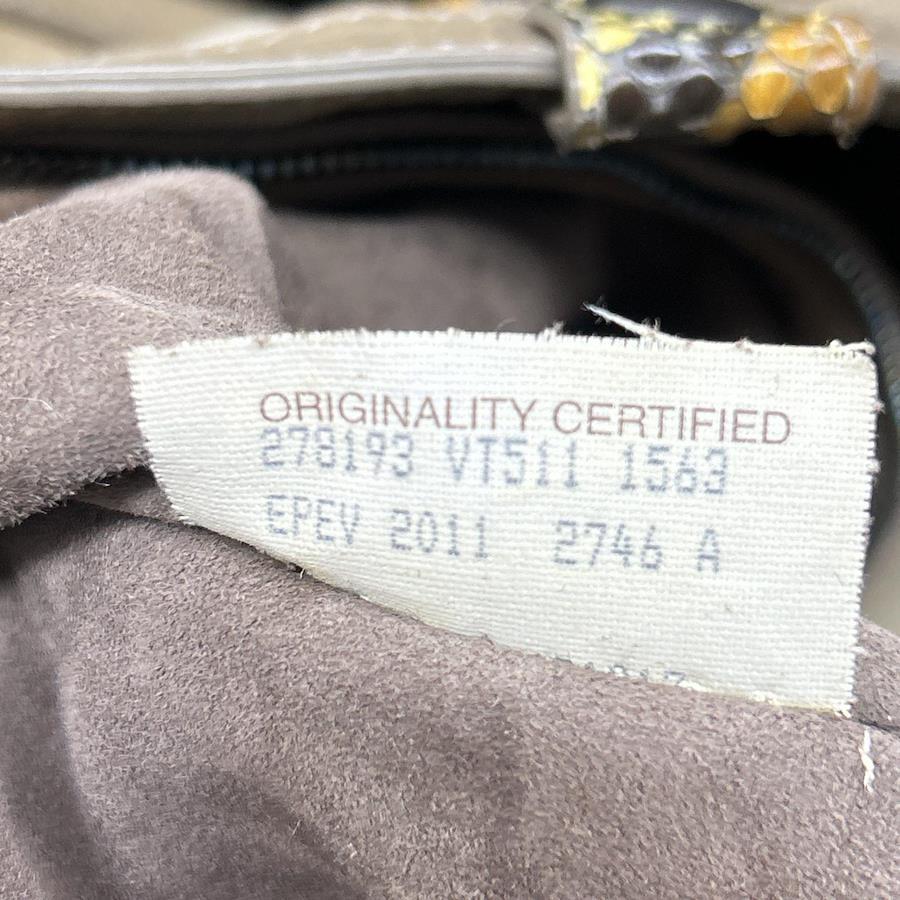 ORIGINALITY CERTIFIED
278193 VT511 1563
EPEV 2011 2746 A